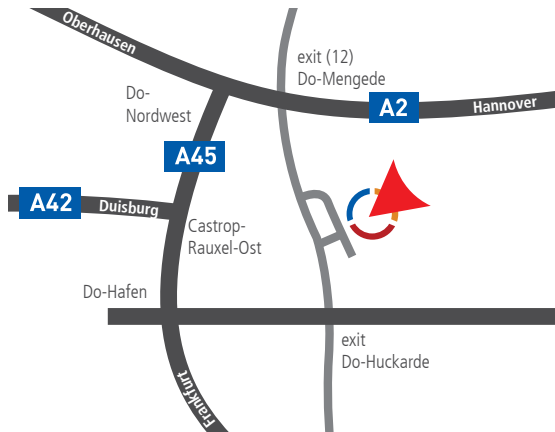 Oberhausen
exit (12)
Do-Mengede
Do-
Nordwest
A2
Hannover
A45
A42
Duisburg
Castrop-
Rauxel-Ost
Do-Hafen
exit
Do-Huckarde
Frankfurt